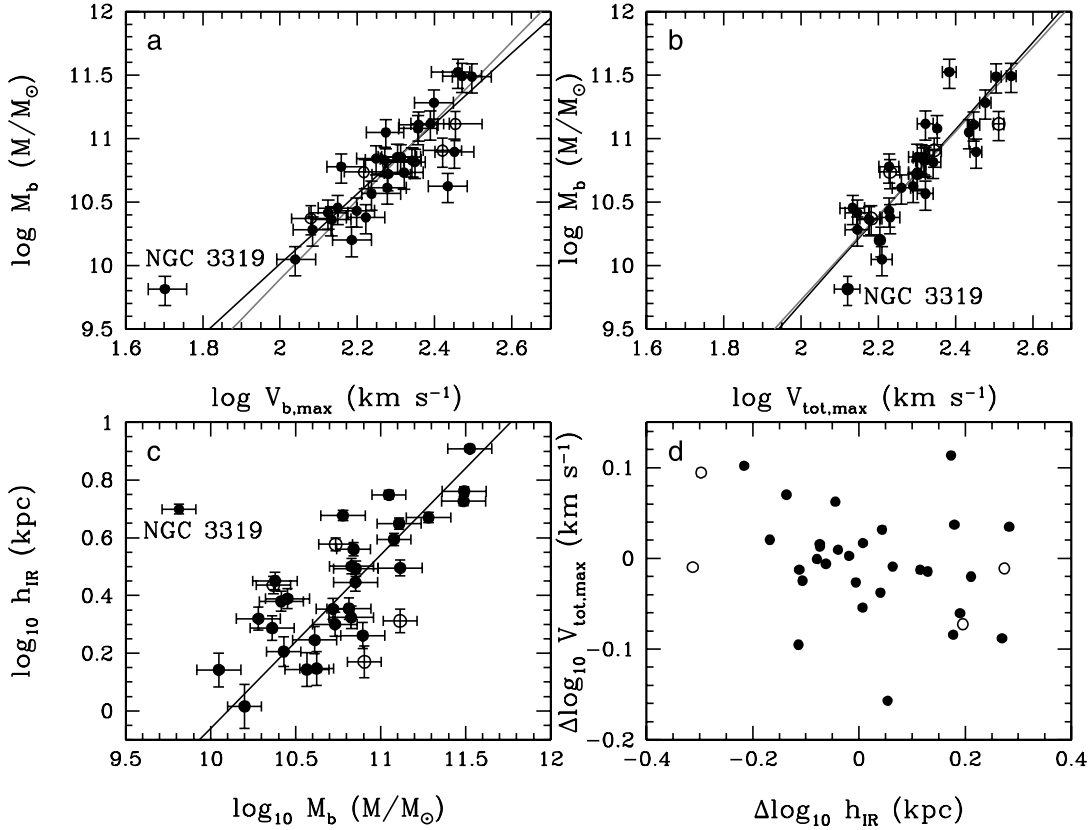 a
12
11.5
11
10.5
10
9.5
log M_b (M/M_⊙)
NGC 3319
1.6 1.8 2 2.2 2.4 2.6
log V_b,max (km s⁻¹)
b
12
11.5
11
10.5
10
9.5
log M_b (M/M_⊙)
NGC 3319
1.6 1.8 2 2.2 2.4 2.6
log V_tot,max (km s⁻¹)
c
1
0.8
0.6
0.4
0.2
0
log₁₀ h_IR (kpc)
NGC 3319
9.5 10 10.5 11 11.5 12
log₁₀ M_b (M/M_⊙)
d
0.1
0
−0.1
−0.2
Δlog₁₀ V_tot,max (km s⁻¹)
−0.4 −0.2 0 0.2 0.4
Δlog₁₀ h_IR (kpc)